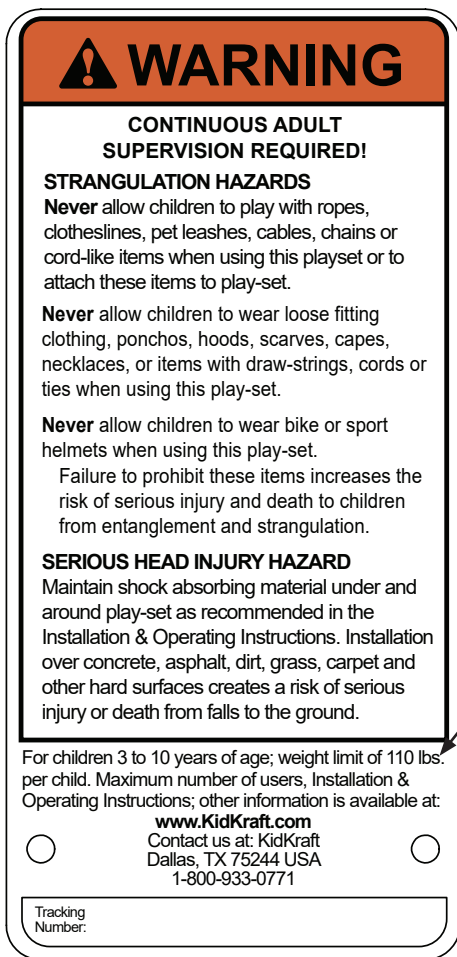 WARNING
CONTINUOUS ADULT
SUPERVISION REQUIRED!
STRANGULATION HAZARDS
Never allow children to play with ropes,
clotheslines, pet leashes, cables, chains or
cord-like items when using this playset or to
attach these items to play-set.
Never allow children to wear loose fitting
clothing, ponchos, hoods, scarves, capes,
necklaces, or items with draw-strings, cords or
ties when using this play-set.
Never allow children to wear bike or sport
helmets when using this play-set.
Failure to prohibit these items increases the
risk of serious injury and death to children
from entanglement and strangulation.
SERIOUS HEAD INJURY HAZARD
Maintain shock absorbing material under and
around play-set as recommended in the
Installation & Operating Instructions. Installation
over concrete, asphalt, dirt, grass, carpet and
other hard surfaces creates a risk of serious
injury or death from falls to the ground.
For children 3 to 10 years of age; weight limit of 110 lbs.
per child. Maximum number of users, Installation &
Operating Instructions; other information is available at:
www.KidKraft.com
Contact us at: KidKraft
Dallas, TX 75244 USA
1-800-933-0771
Tracking
Number: